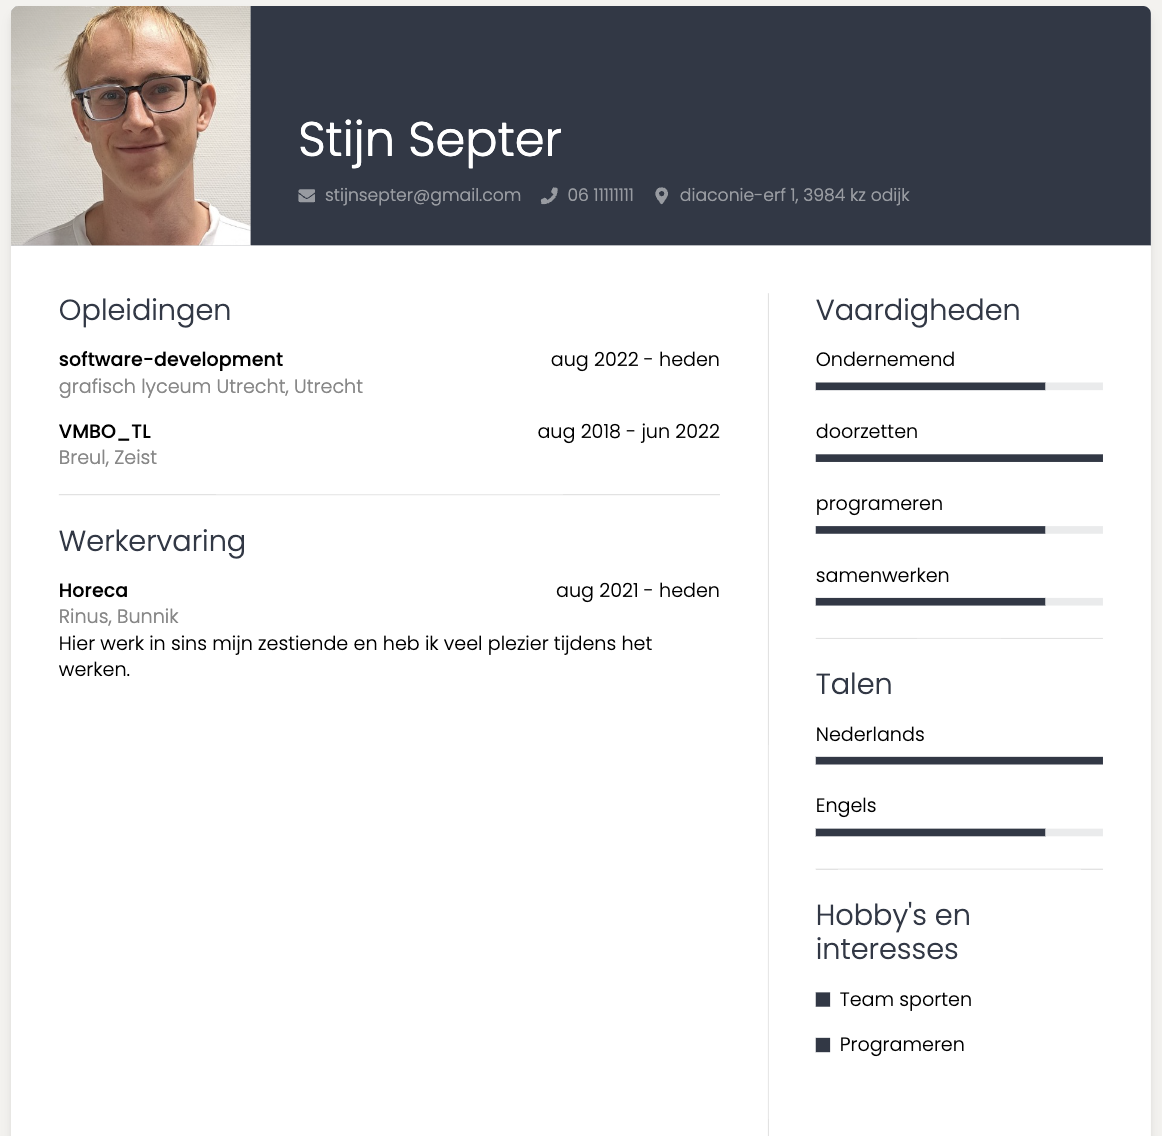 Stijn Septer
stijnsepter@gmail.com 06 11111111 diaconie-erf 1, 3984 kz odijk
Opleidingen
software-development aug 2022 - heden
grafisch lyceum Utrecht, Utrecht
VMBO_TL aug 2018 - jun 2022
Breul, Zeist
Werkervaring
Horeca aug 2021 - heden
Rinus, Bunnik
Hier werk in sins mijn zestiende en heb ik veel plezier tijdens het
werken.
Vaardigheden
Ondernemend
doorzetten
programeren
samenwerken
Talen
Nederlands
Engels
Hobby's en
interesses
Team sporten
Programeren